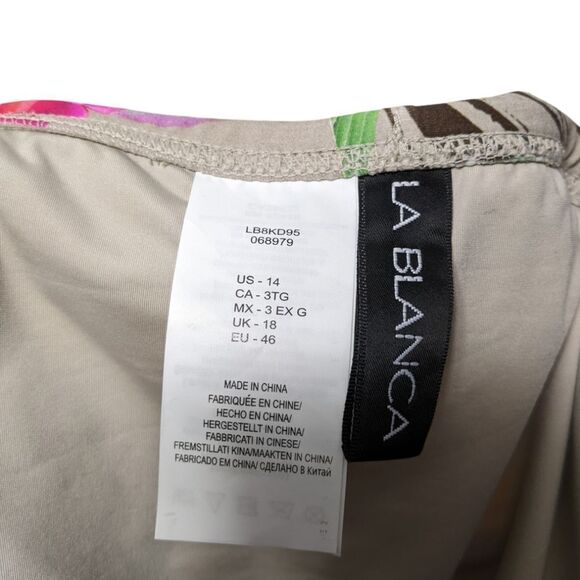 LB8KD95
068979
US - 14
CA - 3TG
MX - 3 EX G
UK - 18
EU - 46
MADE IN CHINA
FABRIQUÉE EN CHINE/
HECHO EN CHINA/
HERGESTELLT IN CHINA/
FABBRICATI IN CINESE/
FREMSTILLATI KINA/MAAKTEN IN CHINA/
FABRICADO EM CHINA/ СДЕЛАНО В Китай
LA BLANCA